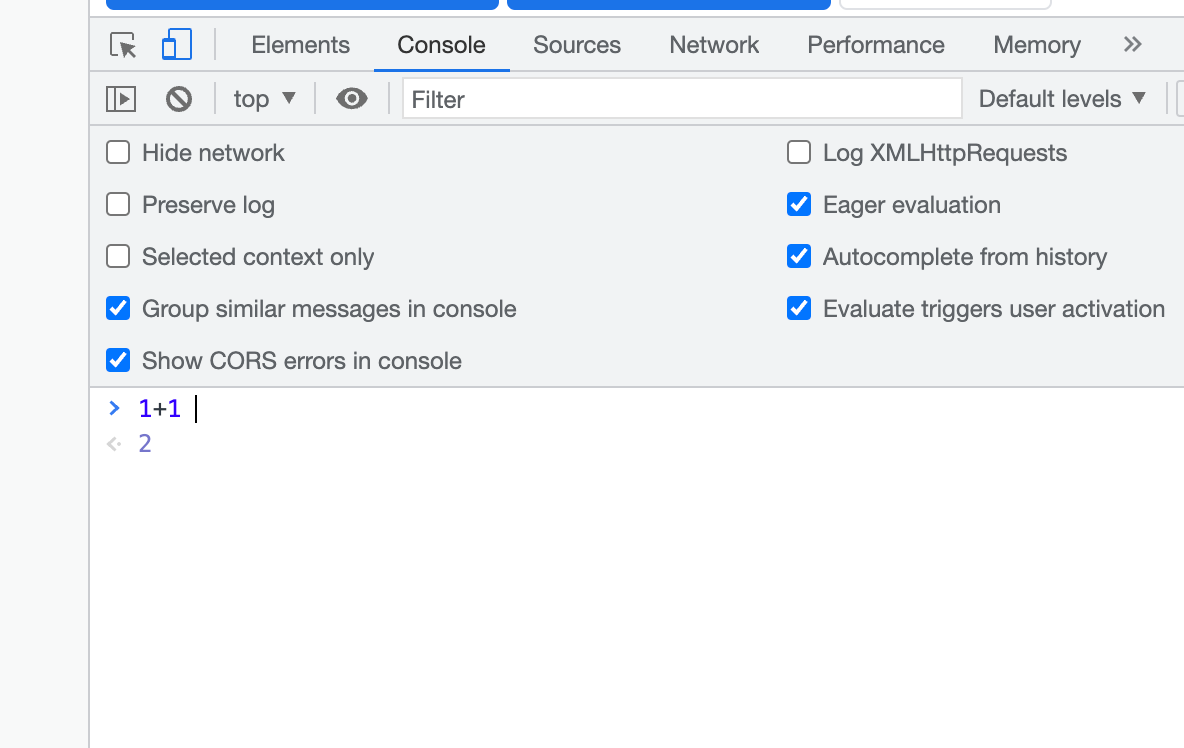 Elements Console Sources Network Performance Memory
top Filter Default levels
Hide network Log XMLHttpRequests
Preserve log Eager evaluation
Selected context only Autocomplete from history
Group similar messages in console Evaluate triggers user activation
Show CORS errors in console
1+1
2